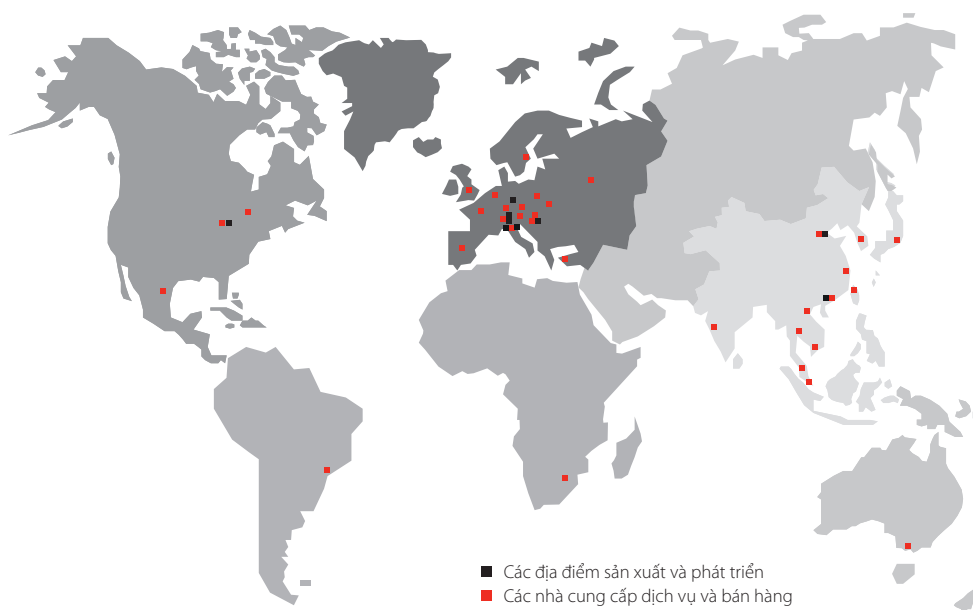 Các địa điểm sản xuất và phát triển
Các nhà cung cấp dịch vụ và bán hàng